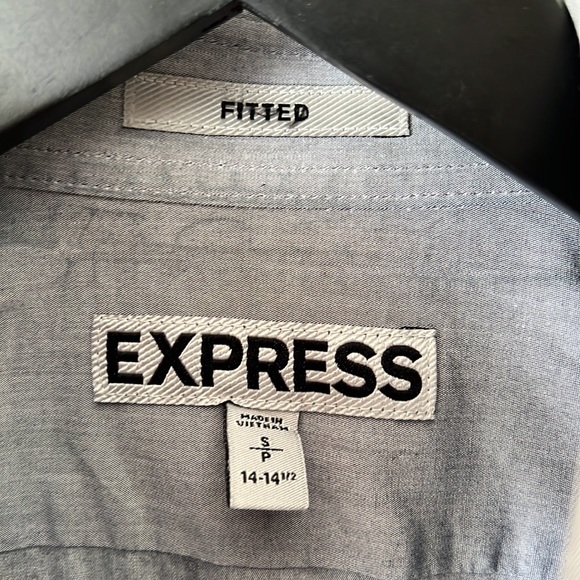 FITTED
EXPRESS
MADE IN
VIETNAM
S
P
14-14 1/2